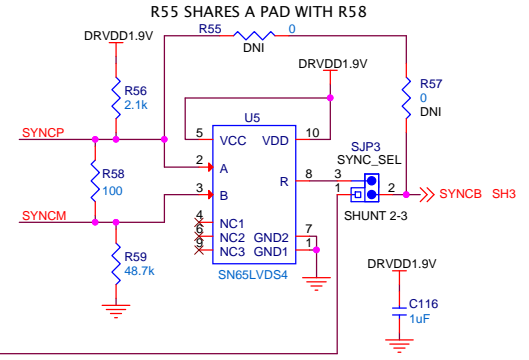 R55 SHARES A PAD WITH R58
DRVDD1.9V
R55
0
DNI
DRVDD1.9V
R56
2.1k
R57
0
DNI
U5
SYNCP
5
VCC
VDD
10
SJP3
SYNC_SEL
2
A
R58
100
R
8
3
3
B
1
2
SYNCB
SH3
SYNCM
SHUNT 2-3
4
NC1
6
NC2
GND2
7
9
NC3
GND1
1
R59
48.7k
SN65LVDS4
DRVDD1.9V
C116
1uF